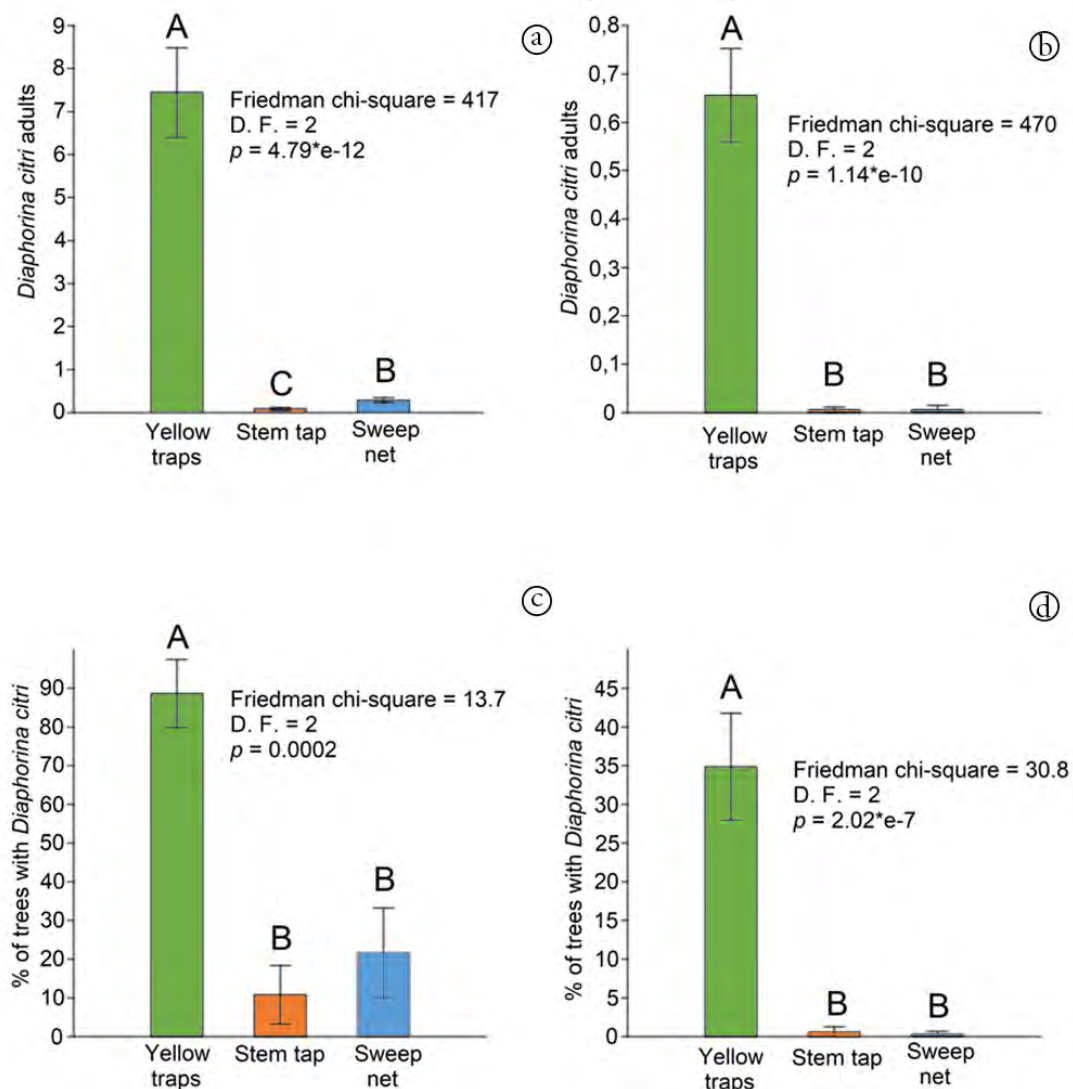 a
Diaphorina citri adults
9
8
7
6
5
4
3
2
1
0
A
Friedman chi-square = 417
D. F. = 2
p = 4.79*e-12
C
B
Yellow
traps
Stem tap
Sweep
net
b
Diaphorina citri adults
0,8
0,7
0,6
0,5
0,4
0,3
0,2
0,1
0
A
Friedman chi-square = 470
D. F. = 2
p = 1.14*e-10
B
B
Yellow
traps
Stem tap
Sweep
net
c
% of trees with Diaphorina citri
90
80
70
60
50
40
30
20
10
0
A
Friedman chi-square = 13.7
D. F. = 2
p = 0.0002
B
B
Yellow
traps
Stem tap
Sweep
net
d
% of trees with Diaphorina citri
45
40
35
30
25
20
15
10
5
0
A
Friedman chi-square = 30.8
D. F. = 2
p = 2.02*e-7
B
B
Yellow
traps
Stem tap
Sweep
net